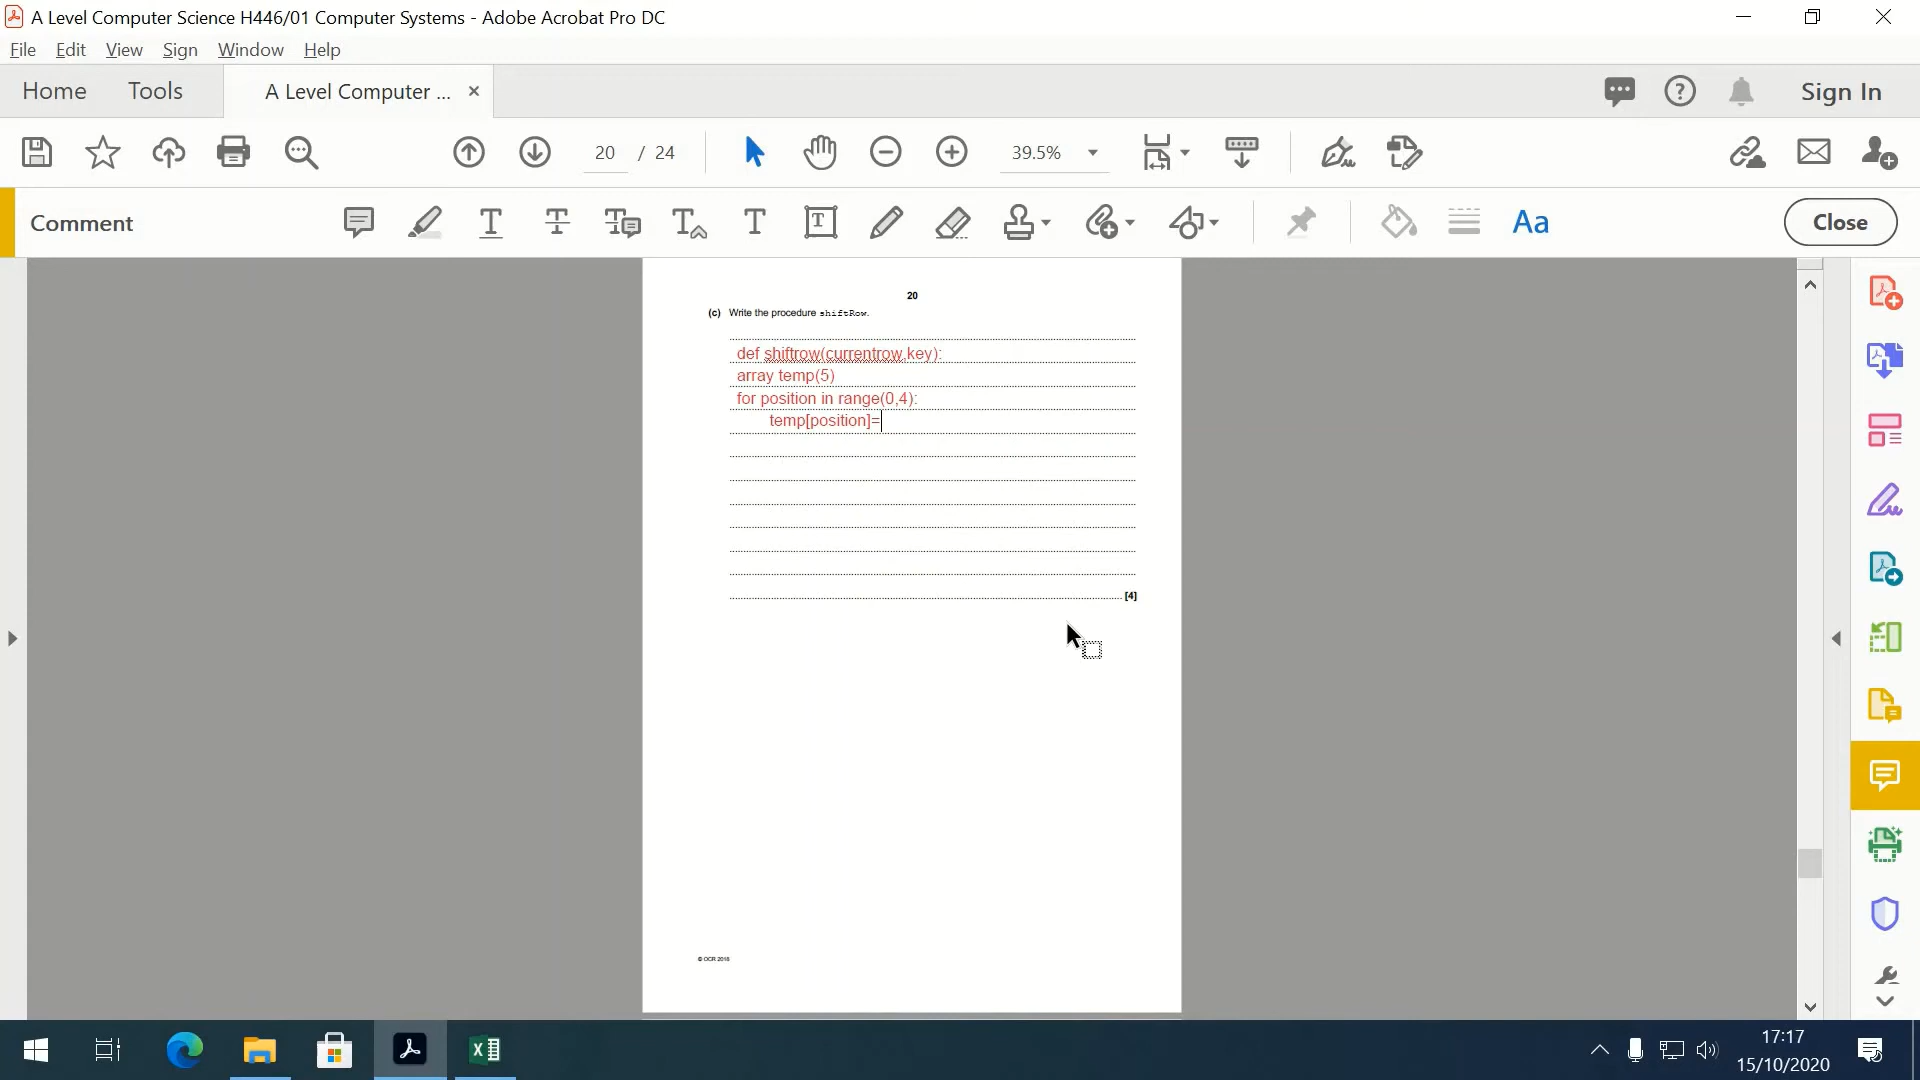 A Level Computer Science H446/01 Computer Systems - Adobe Acrobat Pro DC
File Edit View Sign Window Help
Home Tools A Level Computer ... × Sign In
20 / 24 39.5%
Comment Aa Close
20
(c) Write the procedure shiftRow.
def shiftrow(currentrow,key):
array temp(5)
for position in range(0,4):
temp[position]=
[4]
© OCR 2018
17:17
15/10/2020